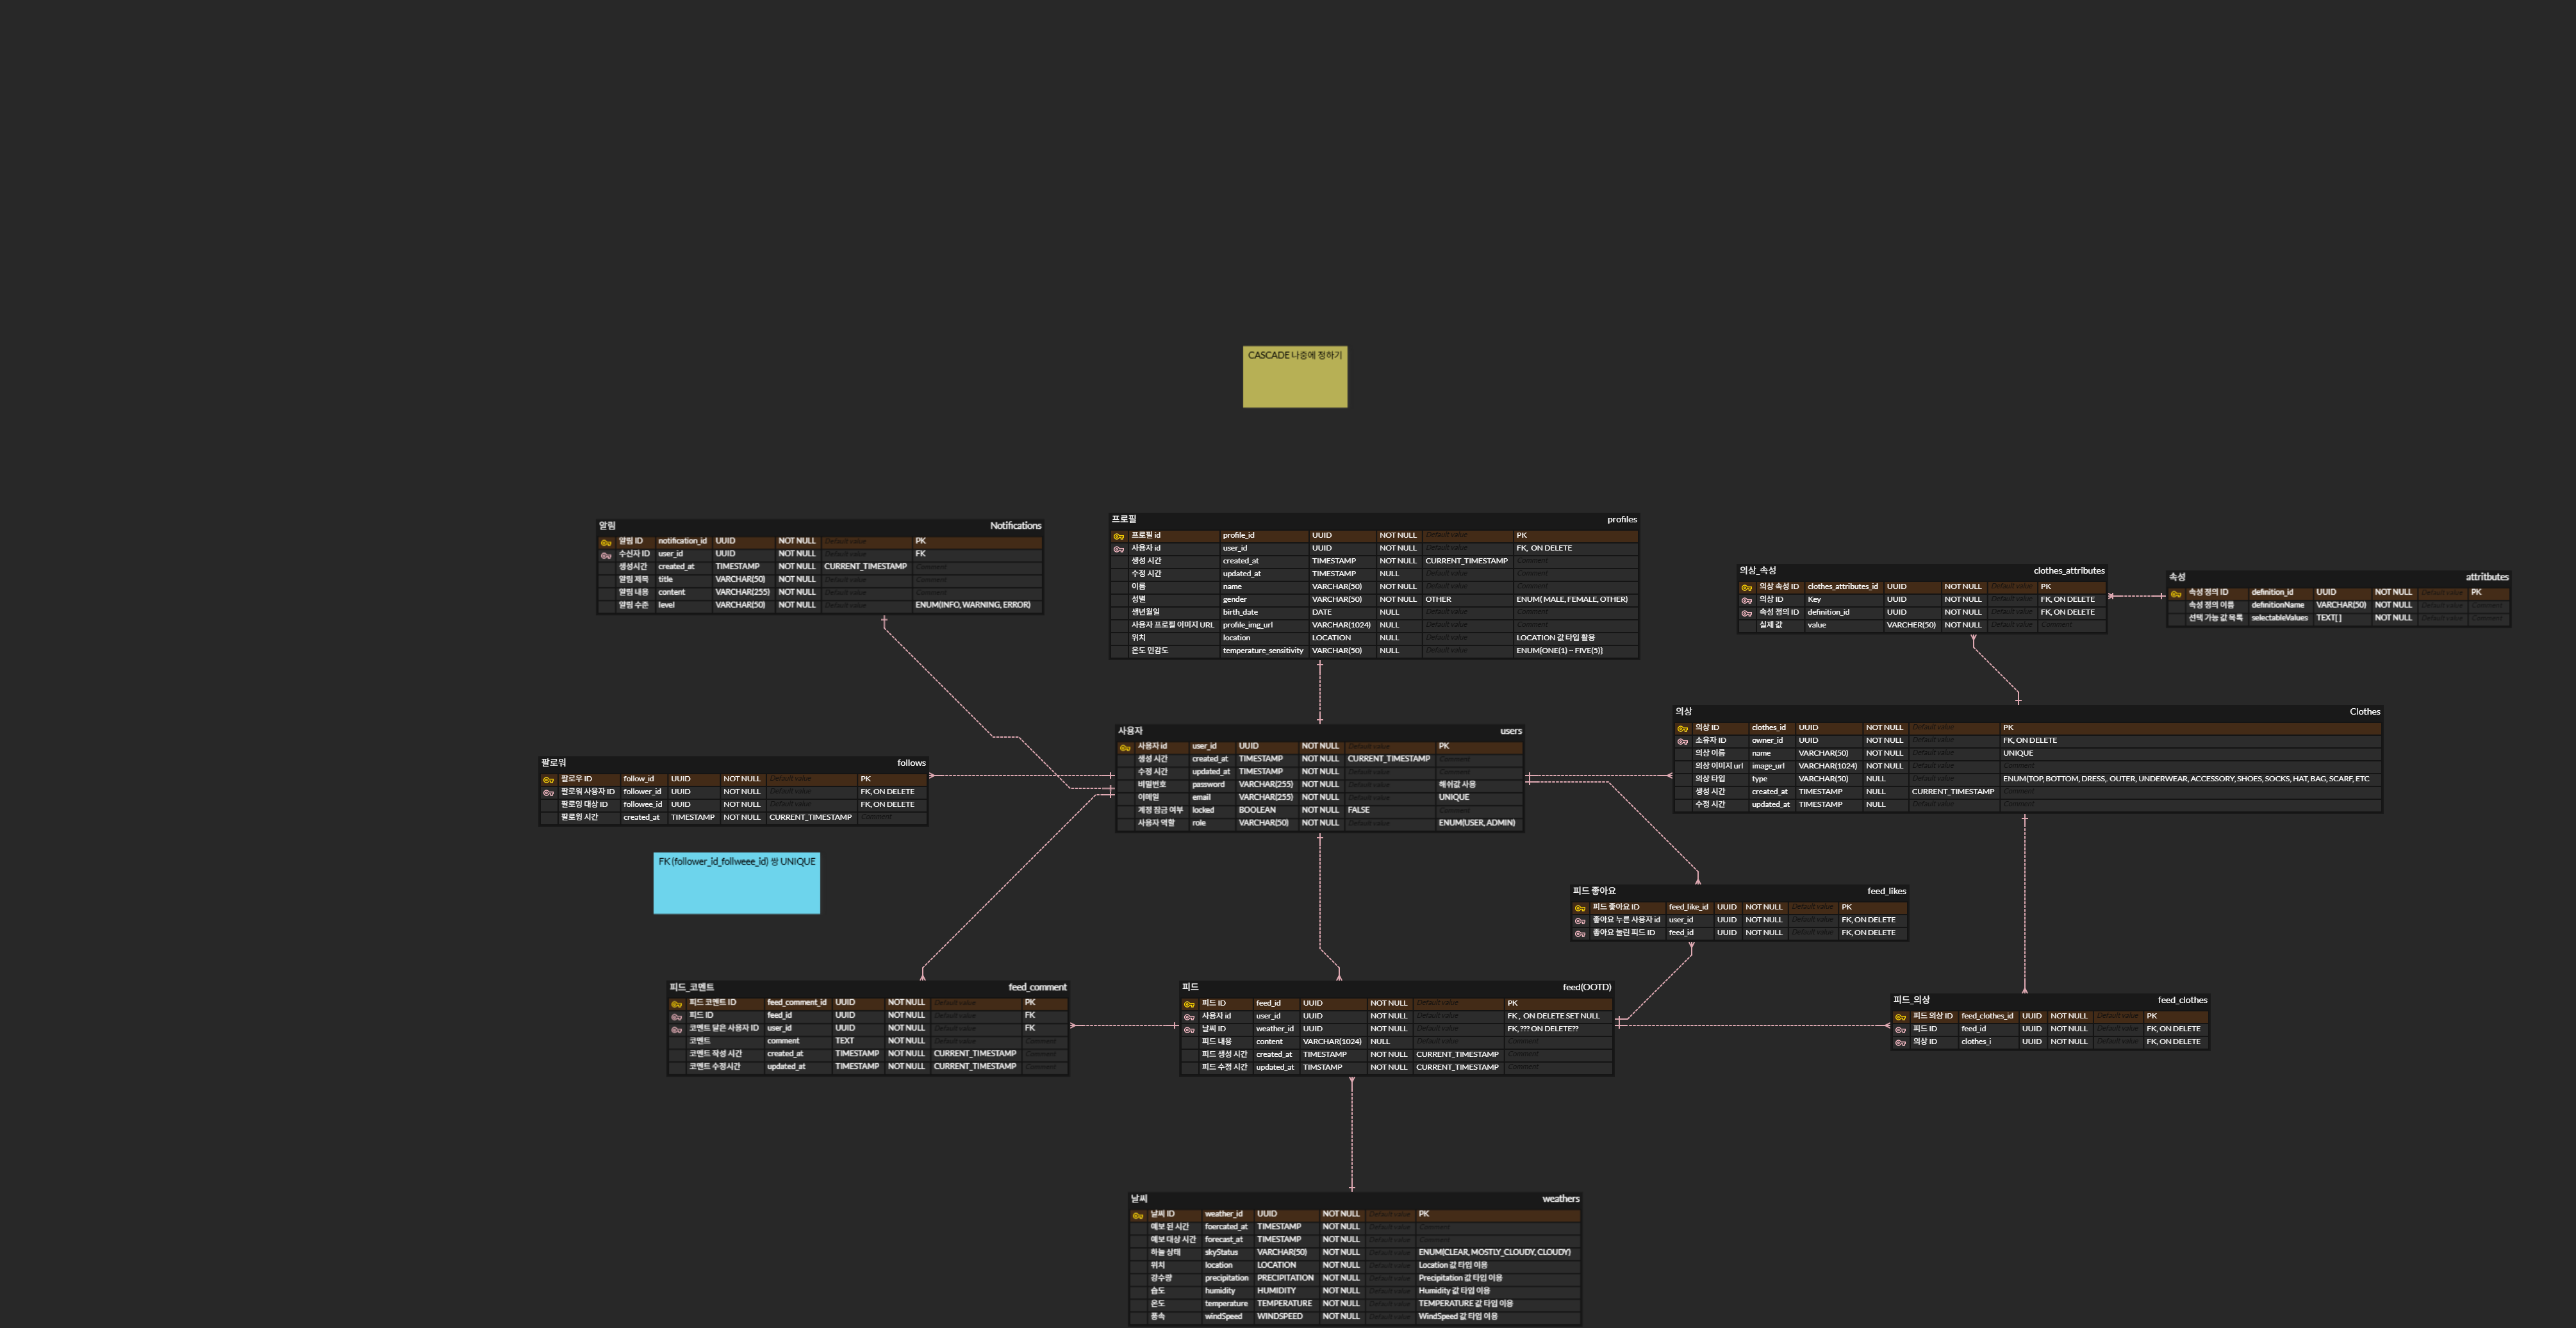 CASCADE 나중에 정하기
알림 Notifications
알림 ID notification_id UUID NOT NULL Default value PK
수신자 ID user_id UUID NOT NULL Default value FK
생성시간 created_at TIMESTAMP NOT NULL CURRENT_TIMESTAMP Comment
알림 제목 title VARCHAR(50) NOT NULL Default value Comment
알림 내용 content VARCHAR(255) NOT NULL Default value Comment
알림 수준 level VARCHAR(50) NOT NULL Default value ENUM(INFO, WARNING, ERROR)
프로필 profiles
프로필 id profile_id UUID NOT NULL Default value PK
사용자 id user_id UUID NOT NULL Default value FK, ON DELETE
생성 시간 created_at TIMESTAMP NOT NULL CURRENT_TIMESTAMP Comment
수정 시간 updated_at TIMESTAMP NULL Default value Comment
이름 name VARCHAR(50) NOT NULL Default value Comment
성별 gender VARCHAR(50) NOT NULL OTHER ENUM( MALE, FEMALE, OTHER)
생년월일 birth_date DATE NULL Default value Comment
사용자 프로필 이미지 URL profile_img_url VARCHAR(1024) NULL Default value Comment
위치 location LOCATION NULL Default value LOCATION 값 타입 활용
온도 민감도 temperature_sensitivity VARCHAR(50) NULL Default value ENUM(ONE(1) ~ FIVE(5))
의상_속성 clothes_attributes
의상 속성 ID clothes_attributes_id UUID NOT NULL Default value PK
의상 ID Key UUID NOT NULL Default value FK, ON DELETE
속성 정의 ID definition_id UUID NOT NULL Default value FK, ON DELETE
실제 값 value VARCHER(50) NOT NULL Default value Comment
속성 attritbutes
속성 정의 ID definition_id UUID NOT NULL Default value PK
속성 정의 이름 definitionName VARCHAR(50) NOT NULL Default value Comment
선택 가능 값 목록 selectableValues TEXT[ ] NOT NULL Default value Comment
팔로워 follows
팔로우 ID follow_id UUID NOT NULL Default value PK
팔로워 사용자 ID follower_id UUID NOT NULL Default value FK, ON DELETE
팔로잉 대상 ID followee_id UUID NOT NULL Default value FK, ON DELETE
팔로윙 시간 created_at TIMESTAMP NOT NULL CURRENT_TIMESTAMP Comment
FK (follower_id_follweee_id) 쌍 UNIQUE
사용자 users
사용자 id user_id UUID NOT NULL Default value PK
생성 시간 created_at TIMESTAMP NOT NULL CURRENT_TIMESTAMP Comment
수정 시간 updated_at TIMESTAMP NOT NULL Default value Comment
비밀번호 password VARCHAR(255) NOT NULL Default value 해쉬값 사용
이메일 email VARCHAR(255) NOT NULL Default value UNIQUE
계정 잠금 여부 locked BOOLEAN NOT NULL FALSE Comment
사용자 역할 role VARCHAR(50) NOT NULL Default value ENUM(USER, ADMIN)
의상 Clothes
의상 ID clothes_id UUID NOT NULL Default value PK
소유자 ID owner_id UUID NOT NULL Default value FK, ON DELETE
의상 이름 name VARCHAR(50) NOT NULL Default value UNIQUE
의상 이미지 url image_url VARCHAR(1024) NOT NULL Default value Comment
의상 타입 type VARCHAR(50) NULL Default value ENUM(TOP, BOTTOM, DRESS, OUTER, UNDERWEAR, ACCESSORY, SHOES, SOCKS, HAT, BAG, SCARF, ETC
생성 시간 created_at TIMESTAMP NULL CURRENT_TIMESTAMP Comment
수정 시간 updated_at TIMESTAMP NULL Default value Comment
피드 좋아요 feed_likes
피드 좋아요 ID feed_like_id UUID NOT NULL Default value PK
좋아요 누른 사용자 id user_id UUID NOT NULL Default value FK, ON DELETE
좋아요 눌린 피드 ID feed_id UUID NOT NULL Default value FK, ON DELETE
피드_코멘트 feed_comment
피드 코멘트 ID feed_comment_id UUID NOT NULL Default value PK
피드 ID feed_id UUID NOT NULL Default value FK
코멘트 달은 사용자 ID user_id UUID NOT NULL Default value FK
코멘트 comment TEXT NOT NULL Default value Comment
코멘트 작성 시간 created_at TIMESTAMP NOT NULL CURRENT_TIMESTAMP Comment
코멘트 수정시간 updated_at TIMESTAMP NOT NULL CURRENT_TIMESTAMP Comment
피드 feed(OOTD)
피드 ID feed_id UUID NOT NULL Default value PK
사용자 id user_id UUID NOT NULL Default value FK , ON DELETE SET NULL
날씨 ID weather_id UUID NOT NULL Default value FK, ??? ON DELETE??
피드 내용 content VARCHAR(1024) NULL Default value Comment
피드 생성 시간 created_at TIMESTAMP NOT NULL CURRENT_TIMESTAMP Comment
피드 수정 시간 updated_at TIMSTAMP NOT NULL CURRENT_TIMESTAMP Comment
피드_의상 feed_clothes
피드 의상 ID feed_clothes_id UUID NOT NULL Default value PK
피드 ID feed_id UUID NOT NULL Default value FK, ON DELETE
의상 ID clothes_i UUID NOT NULL Default value FK, ON DELETE
날씨 weathers
날씨 ID weather_id UUID NOT NULL Default value PK
예보 된 시간 foercated_at TIMESTAMP NOT NULL Default value Comment
예보 대상 시간 forecast_at TIMESTAMP NOT NULL Default value Comment
하늘 상태 skyStatus VARCHAR(50) NOT NULL Default value ENUM(CLEAR, MOSTLY_CLOUDY, CLOUDY)
위치 location LOCATION NOT NULL Default value Location 값 타입 이용
강수량 precipitation PRECIPITATION NOT NULL Default value Precipitation 값 타입 이용
습도 humidity HUMIDITY NOT NULL Default value Humidity 값 타입 이용
온도 temperature TEMPERATURE NOT NULL Default value TEMPERATURE 값 타입 이용
풍속 windSpeed WINDSPEED NOT NULL Default value WindSpeed 값 타입 이용